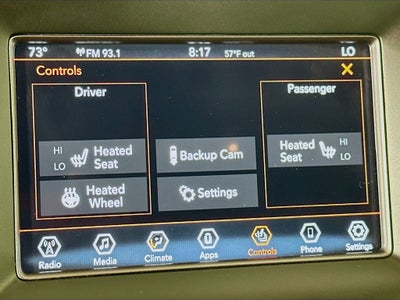 73° FM 93.1 8:17 57°F out LO
Controls X
Driver
Passenger
HI
LO
Heated
Seat
Backup Cam
Heated
Seat
HI
LO
Heated
Wheel
Settings
Radio
Media
Climate
Apps
Controls
Phone
Settings